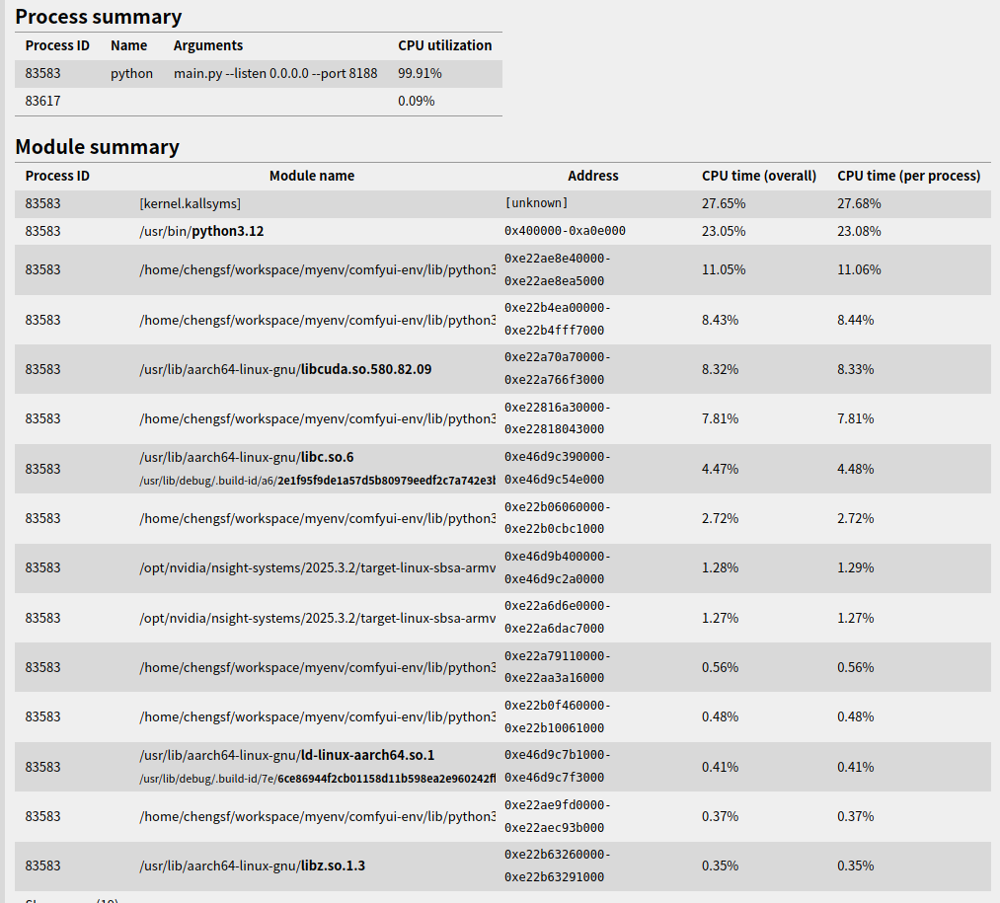 Process summary
Process ID Name Arguments CPU utilization
83583 python main.py --listen 0.0.0.0 --port 8188 99.91%
83617 0.09%
Module summary
Process ID Module name Address CPU time (overall) CPU time (per process)
83583 [kernel.kallsyms] [unknown] 27.65% 27.68%
83583 /usr/bin/python3.12 0x400000-0xa0e000 23.05% 23.08%
83583 /home/chengsf/workspace/myenv/comfyui-env/lib/python3 0xe22ae8e40000-
0xe22ae8ea5000 11.05% 11.06%
83583 /home/chengsf/workspace/myenv/comfyui-env/lib/python3 0xe22b4ea00000-
0xe22b4fff7000 8.43% 8.44%
83583 /usr/lib/aarch64-linux-gnu/libcuda.so.580.82.09 0xe22a70a70000-
0xe22a766f3000 8.32% 8.33%
83583 /home/chengsf/workspace/myenv/comfyui-env/lib/python3 0xe22816a30000-
0xe22818043000 7.81% 7.81%
83583 /usr/lib/aarch64-linux-gnu/libc.so.6 0xe46d9c390000-
/usr/lib/debug/.build-id/a6/2e1f95f9de1a57d5b80979eedf2c7a742e3b 0xe46d9c54e000 4.47% 4.48%
83583 /home/chengsf/workspace/myenv/comfyui-env/lib/python3 0xe22b06060000-
0xe22b0cbc1000 2.72% 2.72%
83583 /opt/nvidia/nsight-systems/2025.3.2/target-linux-sbsa-armv 0xe46d9b400000-
0xe46d9c2a0000 1.28% 1.29%
83583 /opt/nvidia/nsight-systems/2025.3.2/target-linux-sbsa-armv 0xe22a6d6e0000-
0xe22a6dac7000 1.27% 1.27%
83583 /home/chengsf/workspace/myenv/comfyui-env/lib/python3 0xe22a79110000-
0xe22aa3a16000 0.56% 0.56%
83583 /home/chengsf/workspace/myenv/comfyui-env/lib/python3 0xe22b0f460000-
0xe22b10061000 0.48% 0.48%
83583 /usr/lib/aarch64-linux-gnu/ld-linux-aarch64.so.1 0xe46d9c7b1000-
/usr/lib/debug/.build-id/7e/6ce86944f2cb01158d11b598ea2e960242f 0xe46d9c7f3000 0.41% 0.41%
83583 /home/chengsf/workspace/myenv/comfyui-env/lib/python3 0xe22ae9fd0000-
0xe22aec93b000 0.37% 0.37%
83583 /usr/lib/aarch64-linux-gnu/libz.so.1.3 0xe22b63260000-
0xe22b63291000 0.35% 0.35%